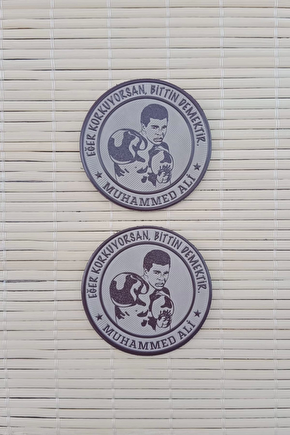 EĞER KORKUYORSAN, BİTTİN DEMEKTİR.
★ MUHAMMED ALİ ★
EĞER KORKUYORSAN, BİTTİN DEMEKTİR.
★ MUHAMMED ALİ ★